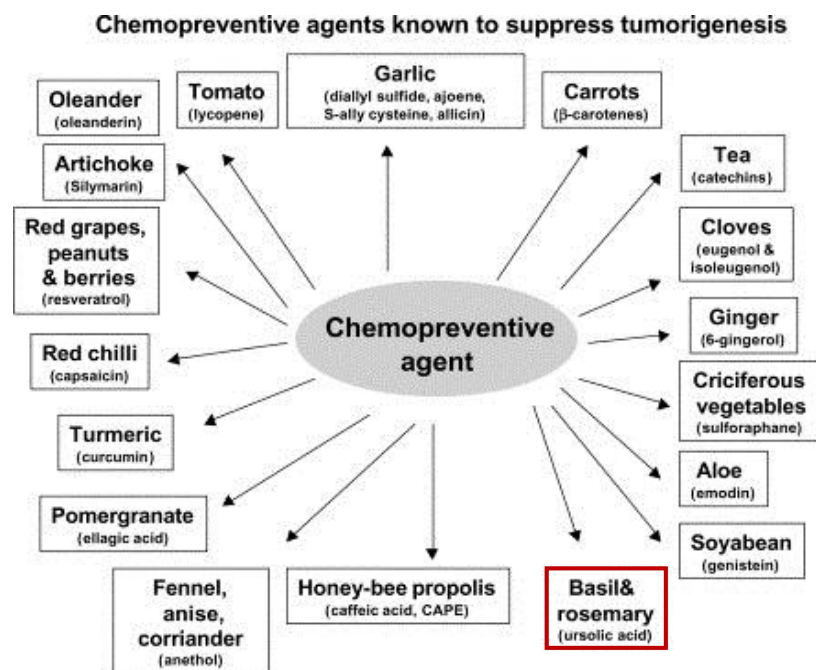 Chemopreventive agents known to suppress tumorigenesis
Oleander
(oleanderin)
Tomato
(lycopene)
Garlic
(diallyl sulfide, ajoene,
S-ally cysteine, allicin)
Carrots
(β-carotenes)
Artichoke
(Silymarin)
Tea
(catechins)
Red grapes,
peanuts
& berries
(resveratrol)
Cloves
(eugenol &
isoleugenol)
Chemopreventive
agent
Ginger
(6-gingerol)
Red chilli
(capsaicin)
Criciferous
vegetables
(sulforaphane)
Turmeric
(curcumin)
Aloe
(emodin)
Pomergranate
(ellagic acid)
Soyabean
(genistein)
Fennel,
anise,
corriander
(anethol)
Honey-bee propolis
(caffeic acid, CAPE)
Basil&
rosemary
(ursolic acid)